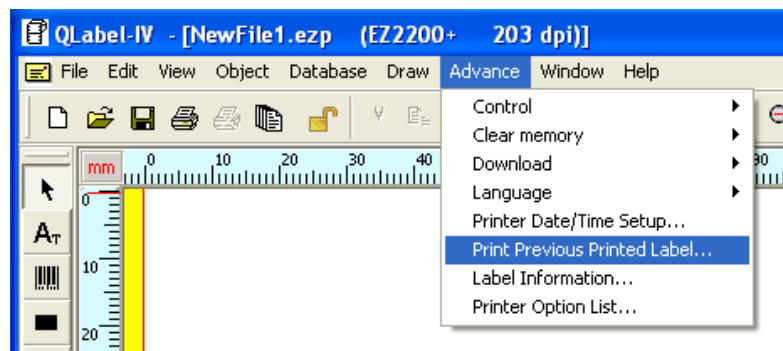 QLabel-IV - [NewFile1.ezp (EZ2200+ 203 dpi)]
File Edit View Object Database Draw Advance Window Help
Control
Clear memory
Download
Language
Printer Date/Time Setup...
Print Previous Printed Label...
Label Information...
Printer Option List...
mm 0 10 20 30 40 90
0
AT
10
20